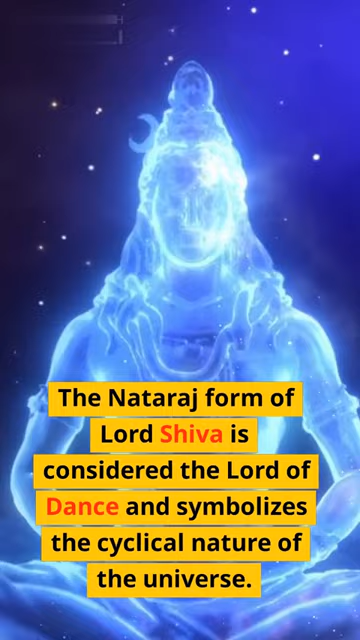 The Nataraj form of
Lord Shiva is
considered the Lord of
Dance and symbolizes
the cyclical nature of
the universe.